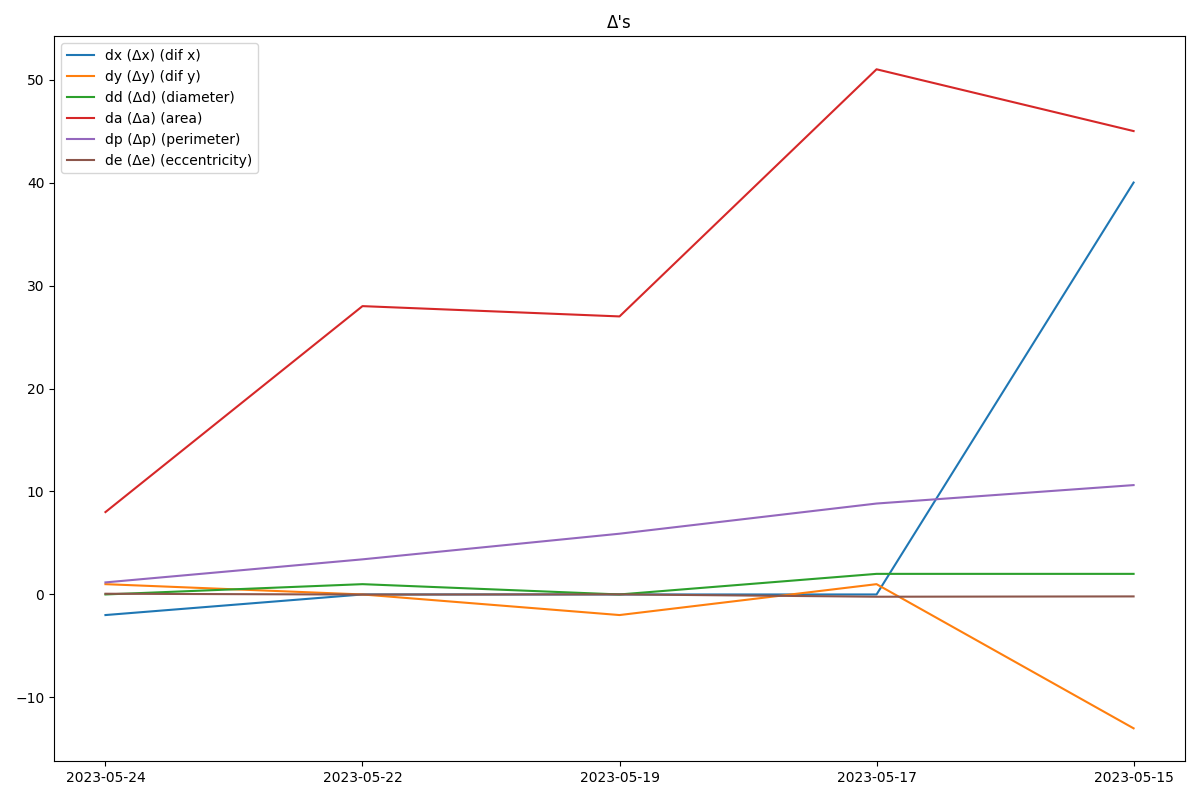 Δ's
dx (Δx) (dif x)
dy (Δy) (dif y)
dd (Δd) (diameter)
da (Δa) (area)
dp (Δp) (perimeter)
de (Δe) (eccentricity)
50
40
30
20
10
0
−10
2023-05-24 2023-05-22 2023-05-19 2023-05-17 2023-05-15